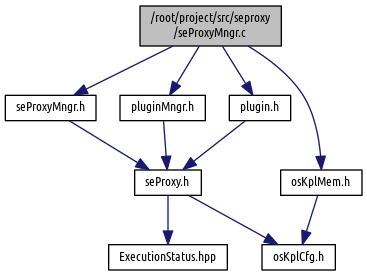 /root/project/src/seproxy
/seProxyMngr.c
seProxyMngr.h
pluginMngr.h
plugin.h
seProxy.h
osKplMem.h
ExecutionStatus.hpp
osKplCfg.h